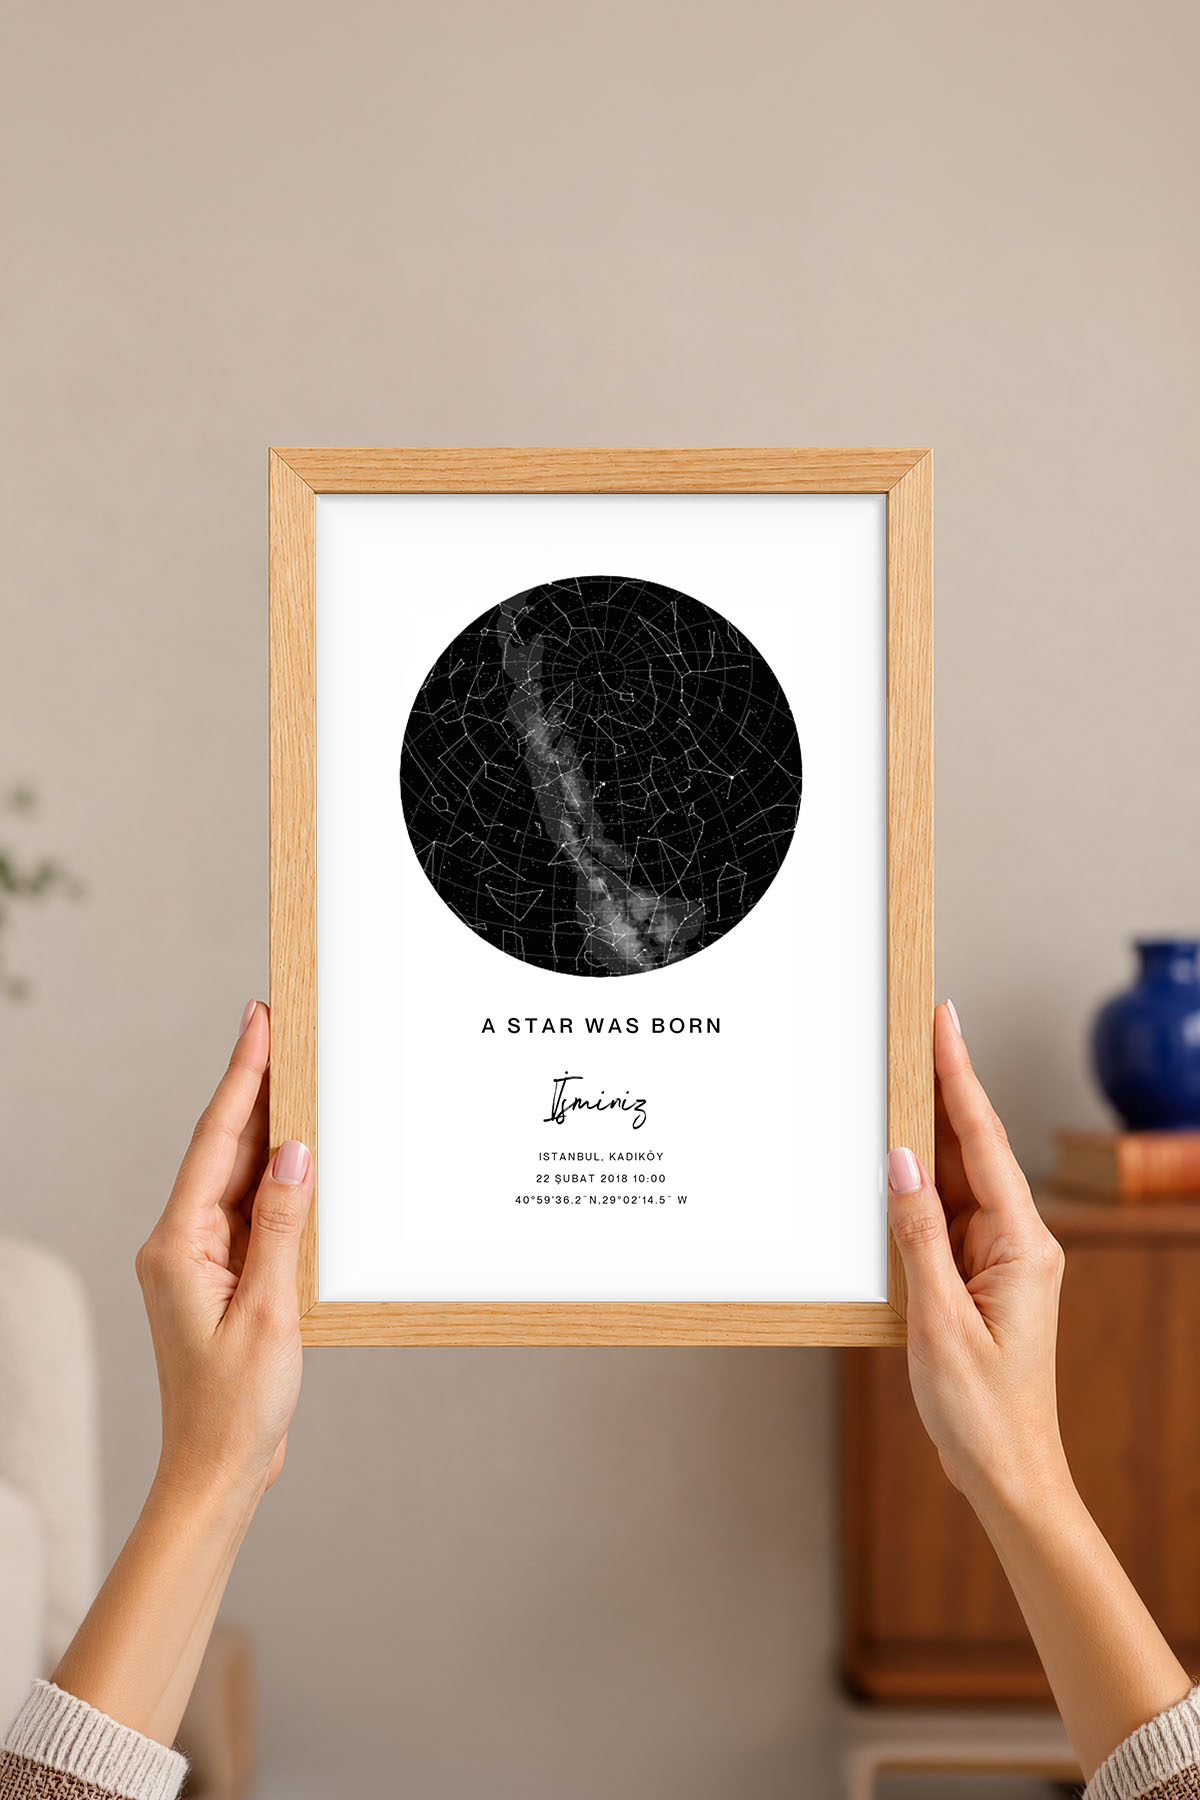 A STAR WAS BORN
İsminiz
ISTANBUL, KADIKÖY
22 ŞUBAT 2018 10:00
40°59'36.2¨N,29°02'14.5¨ W